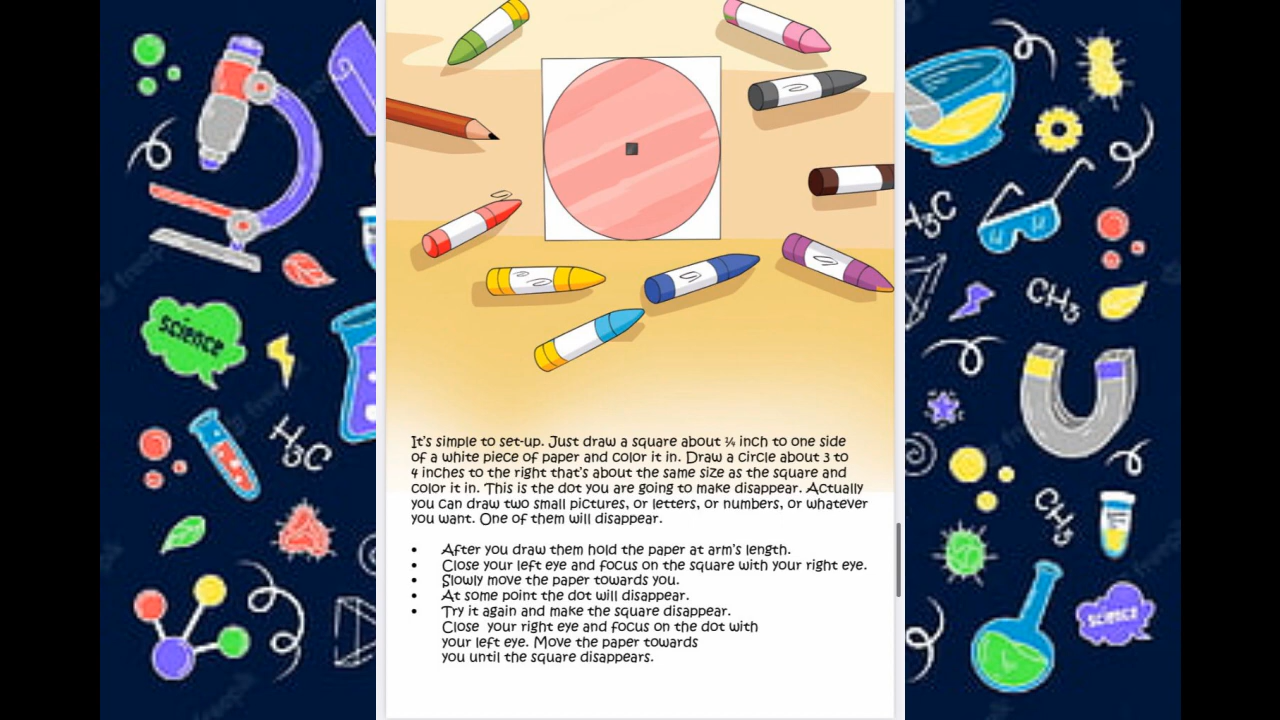 It's simple to set-up. Just draw a square about ¾ inch to one side
of a white piece of paper and color it in. Draw a circle about 3 to
4 inches to the right that's about the same size as the square and
color it in. This is the dot you are going to make disappear. Actually
you can draw two small pictures, or letters, or numbers, or whatever
you want. One of them will disappear.
• After you draw them hold the paper at arm's length.
• Close your left eye and focus on the square with your right eye.
• Slowly move the paper towards you.
• At some point the dot will disappear.
• Try it again and make the square disappear.
Close your right eye and focus on the dot with
your left eye. Move the paper towards
you until the square disappears.
science
H3C
H3C
CH3
CH3
science